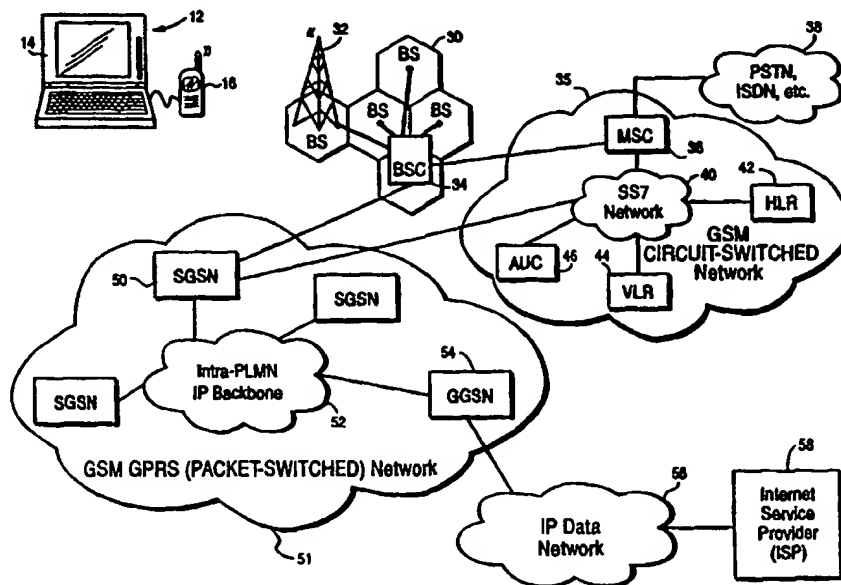 12
14
16
32
30
BS
BS
BS
BS
BS
BSC
34
38
PSTN,
ISDN, etc.
35
MSC
36
40
SS7
Network
42
HLR
GSM
CIRCUIT-SWITCHED
Network
AUC
46
44
VLR
50
SGSN
SGSN
SGSN
Intra-PLMN
IP Backbone
52
54
GGSN
GSM GPRS (PACKET-SWITCHED) Network
51
56
IP Data
Network
58
Internet
Service
Provider
(ISP)